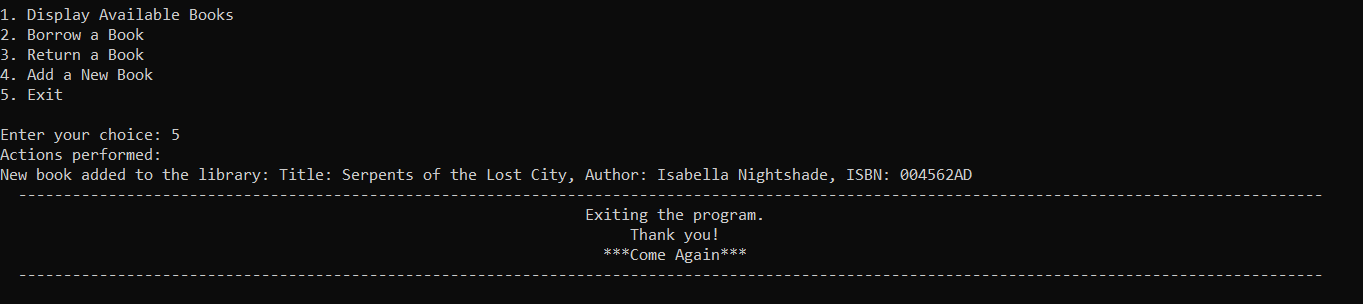 1. Display Available Books
2. Borrow a Book
3. Return a Book
4. Add a New Book
5. Exit
Enter your choice: 5
Actions performed:
New book added to the library: Title: Serpents of the Lost City, Author: Isabella Nightshade, ISBN: 004562AD
-------------------------------------------------------------------------------------------------------------------------------------------------
Exiting the program.
Thank you!
***Come Again***
-------------------------------------------------------------------------------------------------------------------------------------------------